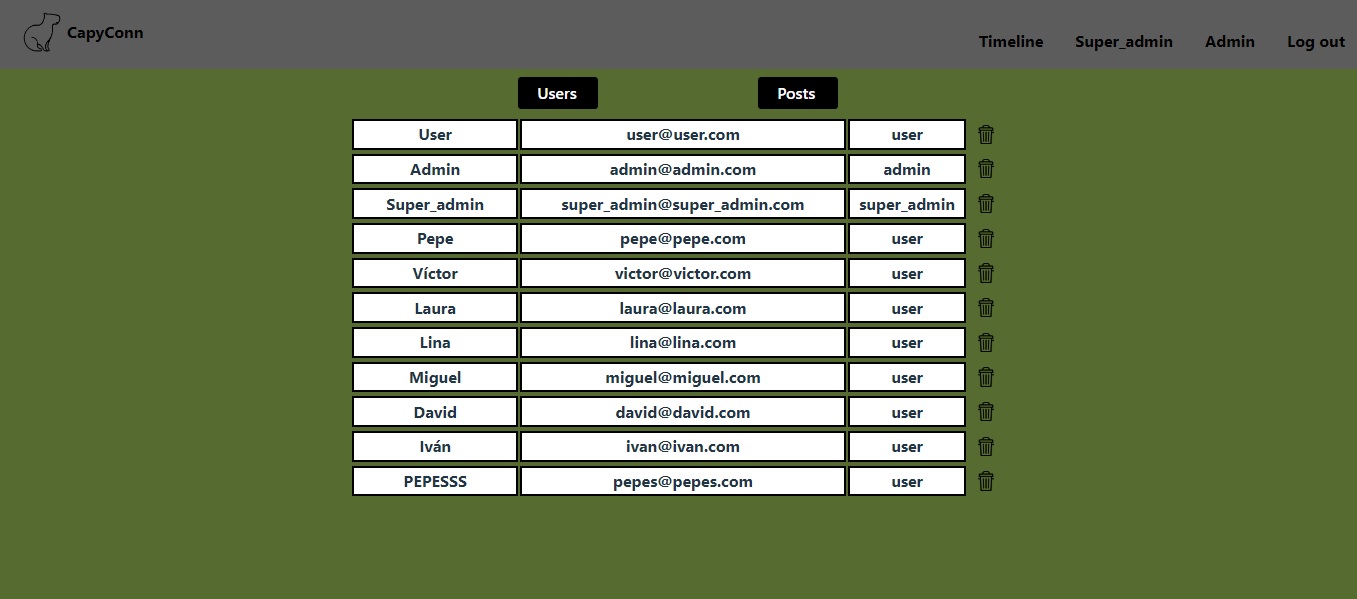 CapyConn
Timeline Super_admin Admin Log out
Users Posts
User user@user.com user
Admin admin@admin.com admin
Super_admin super_admin@super_admin.com super_admin
Pepe pepe@pepe.com user
Víctor victor@victor.com user
Laura laura@laura.com user
Lina lina@lina.com user
Miguel miguel@miguel.com user
David david@david.com user
Iván ivan@ivan.com user
PEPESSS pepes@pepes.com user